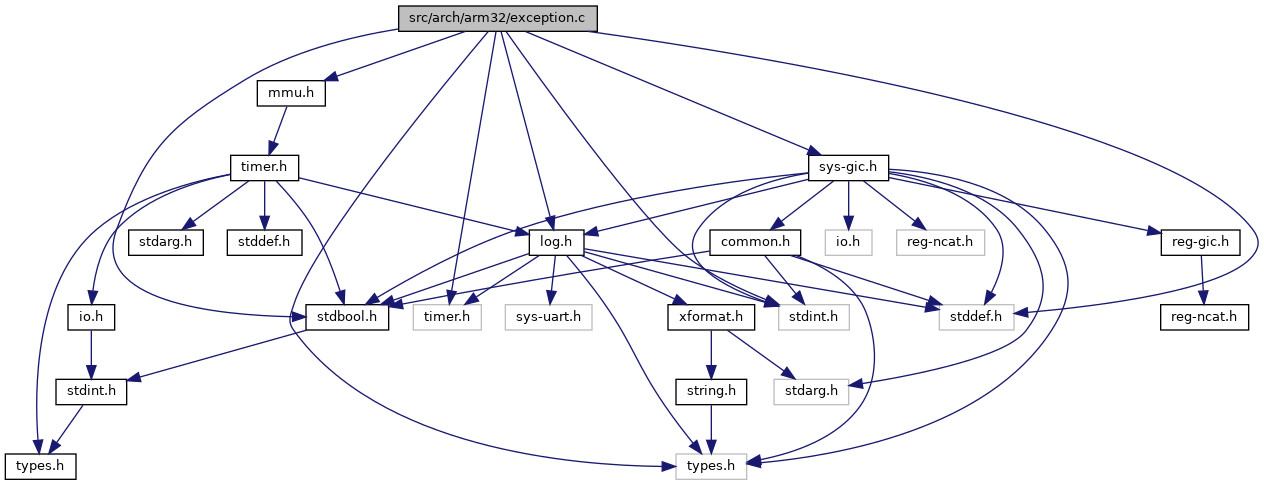 src/arch/arm32/exception.c
mmu.h
timer.h
sys-gic.h
stdarg.h
stddef.h
log.h
common.h
io.h
reg-ncat.h
reg-gic.h
io.h
stdbool.h
timer.h
sys-uart.h
xformat.h
stdint.h
stddef.h
reg-ncat.h
stdint.h
string.h
stdarg.h
types.h
types.h